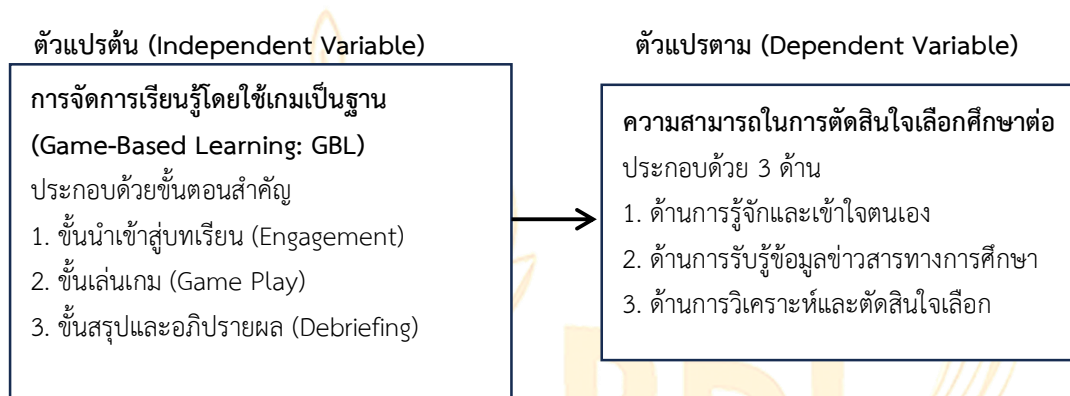 ตัวแปรต้น (Independent Variable)
การจัดการเรียนรู้โดยใช้เกมเป็นฐาน
(Game-Based Learning: GBL)
ประกอบด้วยขั้นตอนสำคัญ
1. ขั้นนำเข้าสู่บทเรียน (Engagement)
2. ขั้นเล่นเกม (Game Play)
3. ขั้นสรุปและอภิปรายผล (Debriefing)
ตัวแปรตาม (Dependent Variable)
ความสามารถในการตัดสินใจเลือกศึกษาต่อ
ประกอบด้วย 3 ด้าน
1. ด้านการรู้จักและเข้าใจตนเอง
2. ด้านการรับรู้ข้อมูลข่าวสารทางการศึกษา
3. ด้านการวิเคราะห์และตัดสินใจเลือก